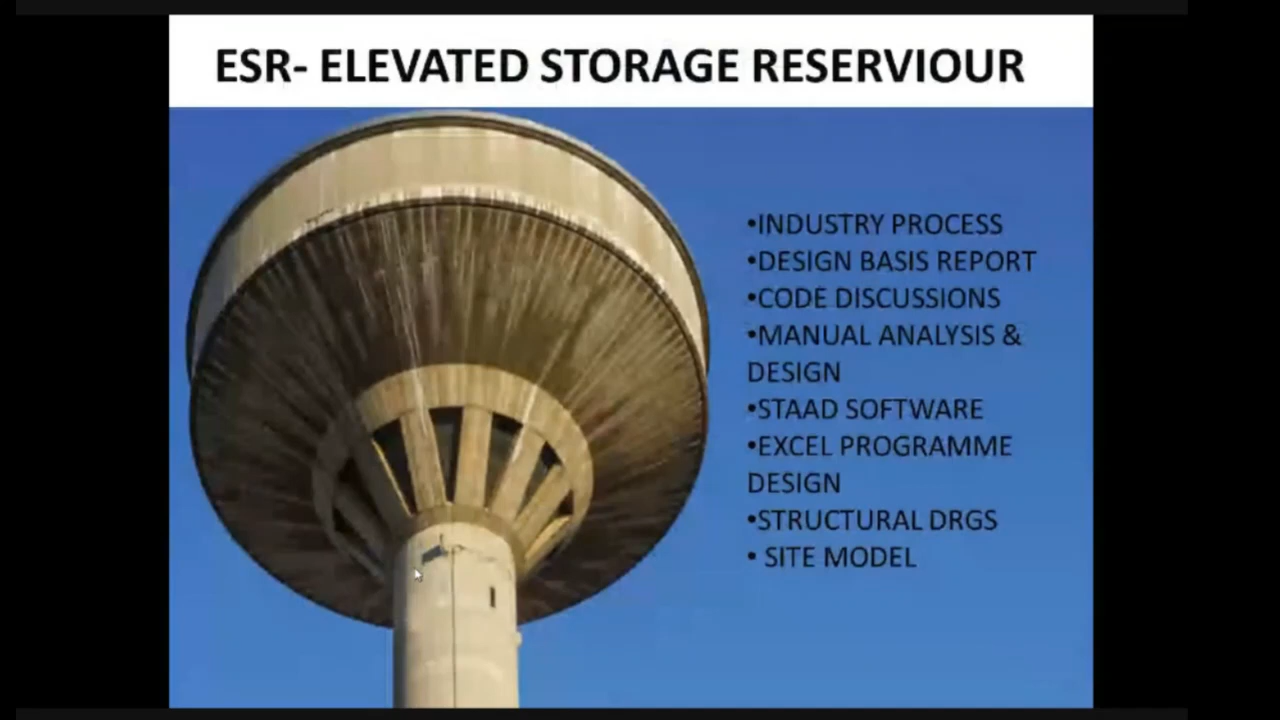 ESR- ELEVATED STORAGE RESERVIOUR
•INDUSTRY PROCESS
•DESIGN BASIS REPORT
•CODE DISCUSSIONS
•MANUAL ANALYSIS &
DESIGN
•STAAD SOFTWARE
•EXCEL PROGRAMME
DESIGN
•STRUCTURAL DRGS
• SITE MODEL